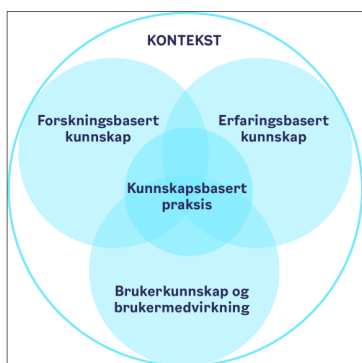 KONTEKST
Forskningsbasert
kunnskap
Erfaringsbasert
kunnskap
Kunnskapsbasert
praksis
Brukerkunnskap og
brukermedvirkning